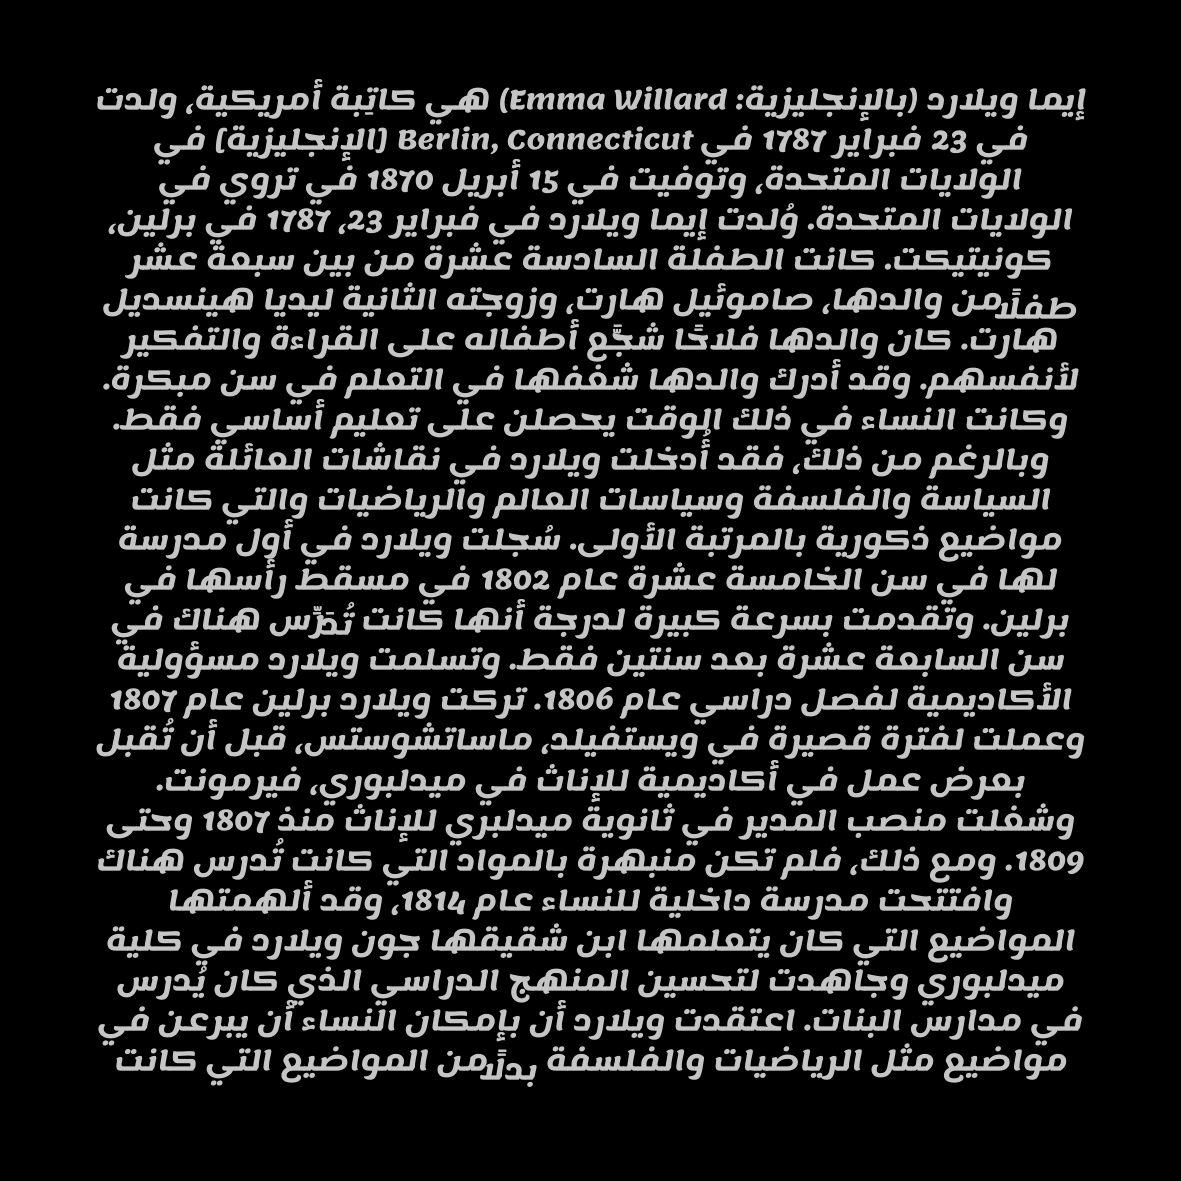 إيما ويلارد (بالإنجليزية: Emma Willard) هي كاتِبة أمريكية، ولدت
في 23 فبراير 1787 في Berlin, Connecticut [الإنجليزية] في
الولايات المتحدة، وتوفيت في 15 أبريل 1870 في تروي في
الولايات المتحدة. وُلدت إيما ويلارد في فبراير 23، 1787 في برلين،
كونيتيكت. كانت الطفلة السادسة عشرة من بين سبعة عشر
طفلًا من والدها، صاموئيل هارت، وزوجته الثانية ليديا هينسديل
هارت. كان والدها فلاحًا شجَّع أطفاله على القراءة والتفكير
لأنفسهم. وقد أدرك والدها شغفها في التعلم في سن مبكرة.
وكانت النساء في ذلك الوقت يحصلن على تعليم أساسي فقط.
وبالرغم من ذلك، فقد أُدخلت ويلارد في نقاشات العائلة مثل
السياسة والفلسفة وسياسات العالم والرياضيات والتي كانت
مواضيع ذكورية بالمرتبة الأولى. سُجلت ويلارد في أول مدرسة
لها في سن الخامسة عشرة عام 1802 في مسقط رأسها في
برلين. وتقدمت بسرعة كبيرة لدرجة أنها كانت تُدَرِّس هناك في
سن السابعة عشرة بعد سنتين فقط. وتسلمت ويلارد مسؤولية
الأكاديمية لفصل دراسي عام 1806. تركت ويلارد برلين عام 1807
وعملت لفترة قصيرة في ويستفيلد، ماساتشوستس، قبل أن تُقبل
بعرض عمل في أكاديمية للإناث في ميدلبوري، فيرمونت.
وشغلت منصب المدير في ثانوية ميدلبري للإناث منذ 1807 وحتى
1809. ومع ذلك، فلم تكن منبهرة بالمواد التي كانت تُدرس هناك
وافتتحت مدرسة داخلية للنساء عام 1814، وقد ألهمتها
المواضيع التي كان يتعلمها ابن شقيقها جون ويلارد في كلية
ميدلبوري وجاهدت لتحسين المنهج الدراسي الذي كان يُدرس
في مدارس البنات. اعتقدت ويلارد أن بإمكان النساء أن يبرعن في
مواضيع مثل الرياضيات والفلسفة بدلًا من المواضيع التي كانت